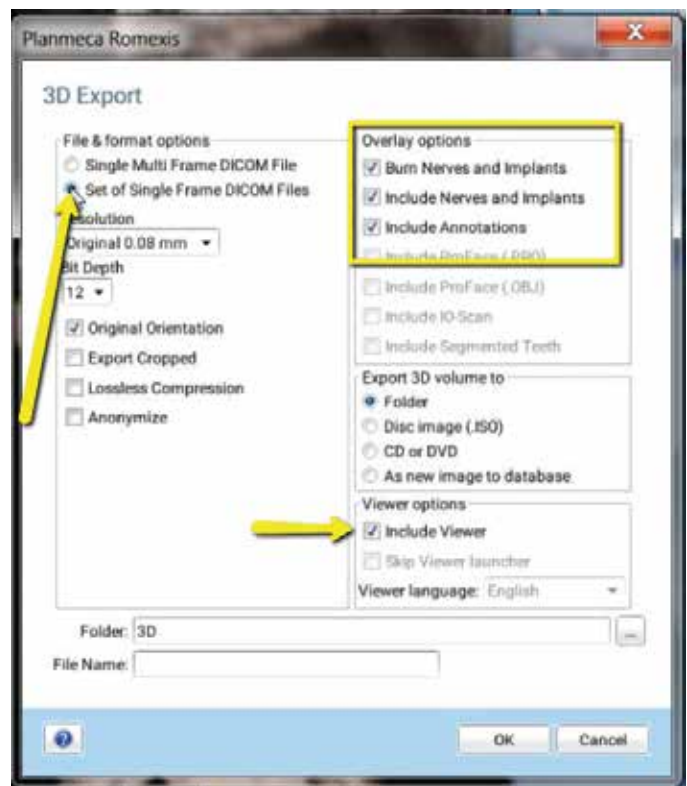 Planmeca Romexis
X
3D Export
File & format options
Single Multi Frame DICOM File
Set of Single Frame DICOM Files
Resolution
Original 0.08 mm
Bit Depth
12
Original Orientation
Export Cropped
Lossless Compression
Anonymize
Overlay options
Burn Nerves and Implants
Include Nerves and Implants
Include Annotations
Include ProFace (.PRO)
Include ProFace (.OBJ)
Include IO-Scan
Include Segmented Teeth
Export 3D volume to
Folder
Disc image (.ISO)
CD or DVD
As new image to database
Viewer options
Include Viewer
Skip Viewer launcher
Viewer language: English
Folder: 3D
...
File Name:
?
OK
Cancel